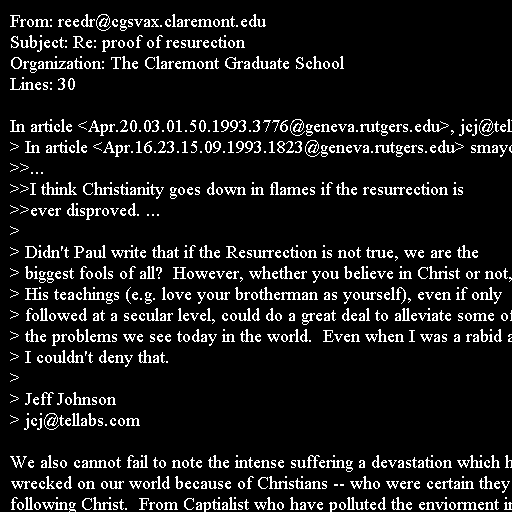 From: reedr@cgsvax.claremont.edu
Subject: Re: proof of resurection
Organization: The Claremont Graduate School
Lines: 30

In article <Apr.20.03.01.50.1993.3776@geneva.rutgers.edu>, jcj@tel
> In article <Apr.16.23.15.09.1993.1823@geneva.rutgers.edu> smayo
>>...
>>I think Christianity goes down in flames if the resurrection is
>>ever disproved. ...
>
> Didn't Paul write that if the Resurrection is not true, we are the
> biggest fools of all?  However, whether you believe in Christ or not,
> His teachings (e.g. love your brotherman as yourself), even if only
> followed at a secular level, could do a great deal to alleviate some of
> the problems we see today in the world.  Even when I was a rabid a
> I couldn't deny that.
>
> Jeff Johnson
> jcj@tellabs.com

We also cannot fail to note the intense suffering a devastation which h
wrecked on our world because of Christians -- who were certain they
following Christ.  From Captialist who have polluted the enviorment in